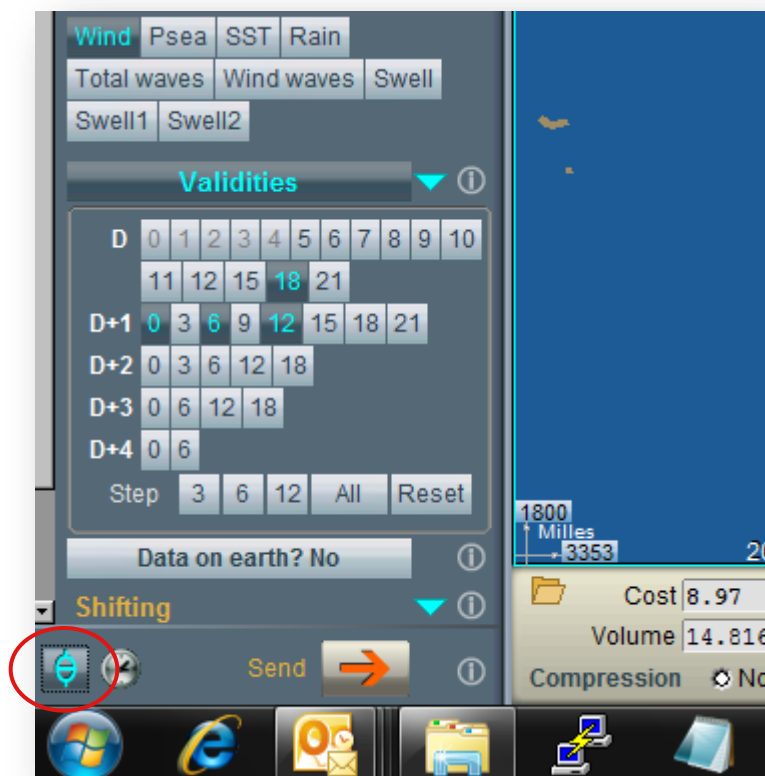 Wind Psea SST Rain
Total waves Wind waves Swell
Swell1 Swell2
Validities
D 0 1 2 3 4 5 6 7 8 9 10
11 12 15 18 21
D+1 0 3 6 9 12 15 18 21
D+2 0 3 6 12 18
D+3 0 6 12 18
D+4 0 6
Step 3 6 12 All Reset
Data on earth? No
Shifting
Send
1800
Milles
3353
20
Cost 8.97
Volume 14.816
Compression No